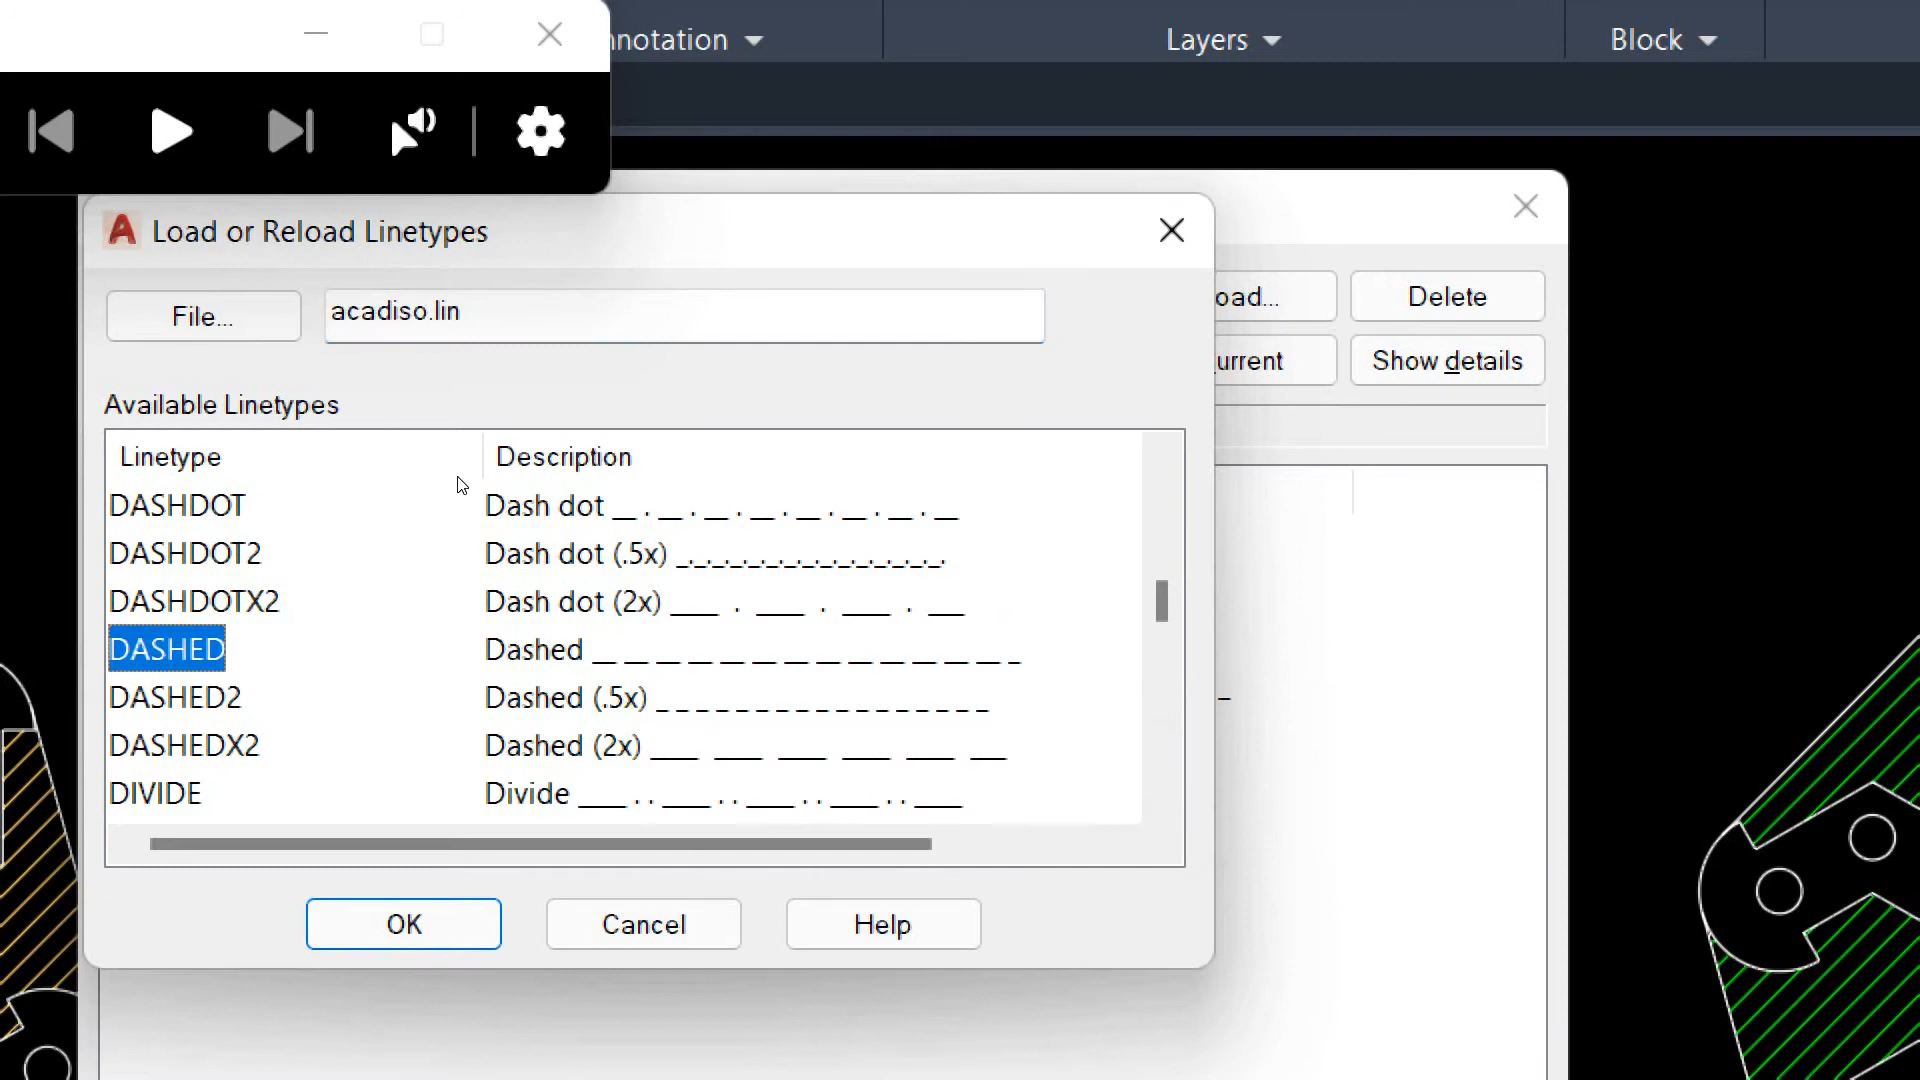 nnotation
Layers
Block
Load or Reload Linetypes
File...
acadiso.lin
oad...
Delete
urrent
Show details
Available Linetypes
Linetype Description
DASHDOT Dash dot __ . __ . __ . __ . __ . __ . __ . __
DASHDOT2 Dash dot (.5x) _._._._._._._._._._._._._._.
DASHDOTX2 Dash dot (2x) ____ . ____ . ____ . ___
DASHED Dashed __ __ __ __ __ __ __ __ __ __ __ __ __ _
DASHED2 Dashed (.5x) _ _ _ _ _ _ _ _ _ _ _ _ _ _ _ _ _
DASHEDX2 Dashed (2x) ____ ____ ____ ____ ____ ___
DIVIDE Divide ____ . . ____ . . ____ . . ____ . . ____
OK
Cancel
Help